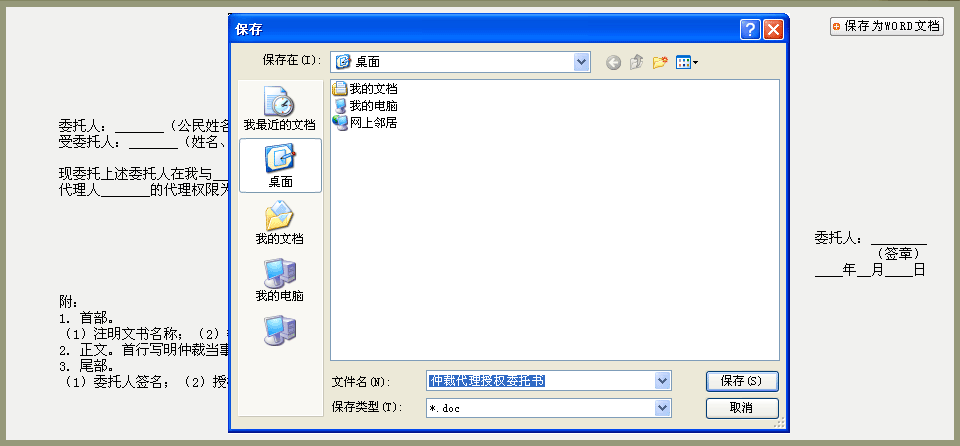 保存
保存为WORD文档
保存在(I):
桌面
我最近的文档
桌面
我的文档
我的电脑
我的文档
我的电脑
网上邻居
文件名(N):
仲裁代理授权委托书
保存(S)
保存类型(T):
*.doc
取消
委托人：_______（公民姓名
受委托人：_______（姓名、
现委托上述委托人在我与__
代理人_______的代理权限为
委托人：________
（签章）
____年__月____日
附：
1. 首部。
（1）注明文书名称；（2）
2. 正文。首行写明仲裁当事
3. 尾部。
（1）委托人签名；（2）授